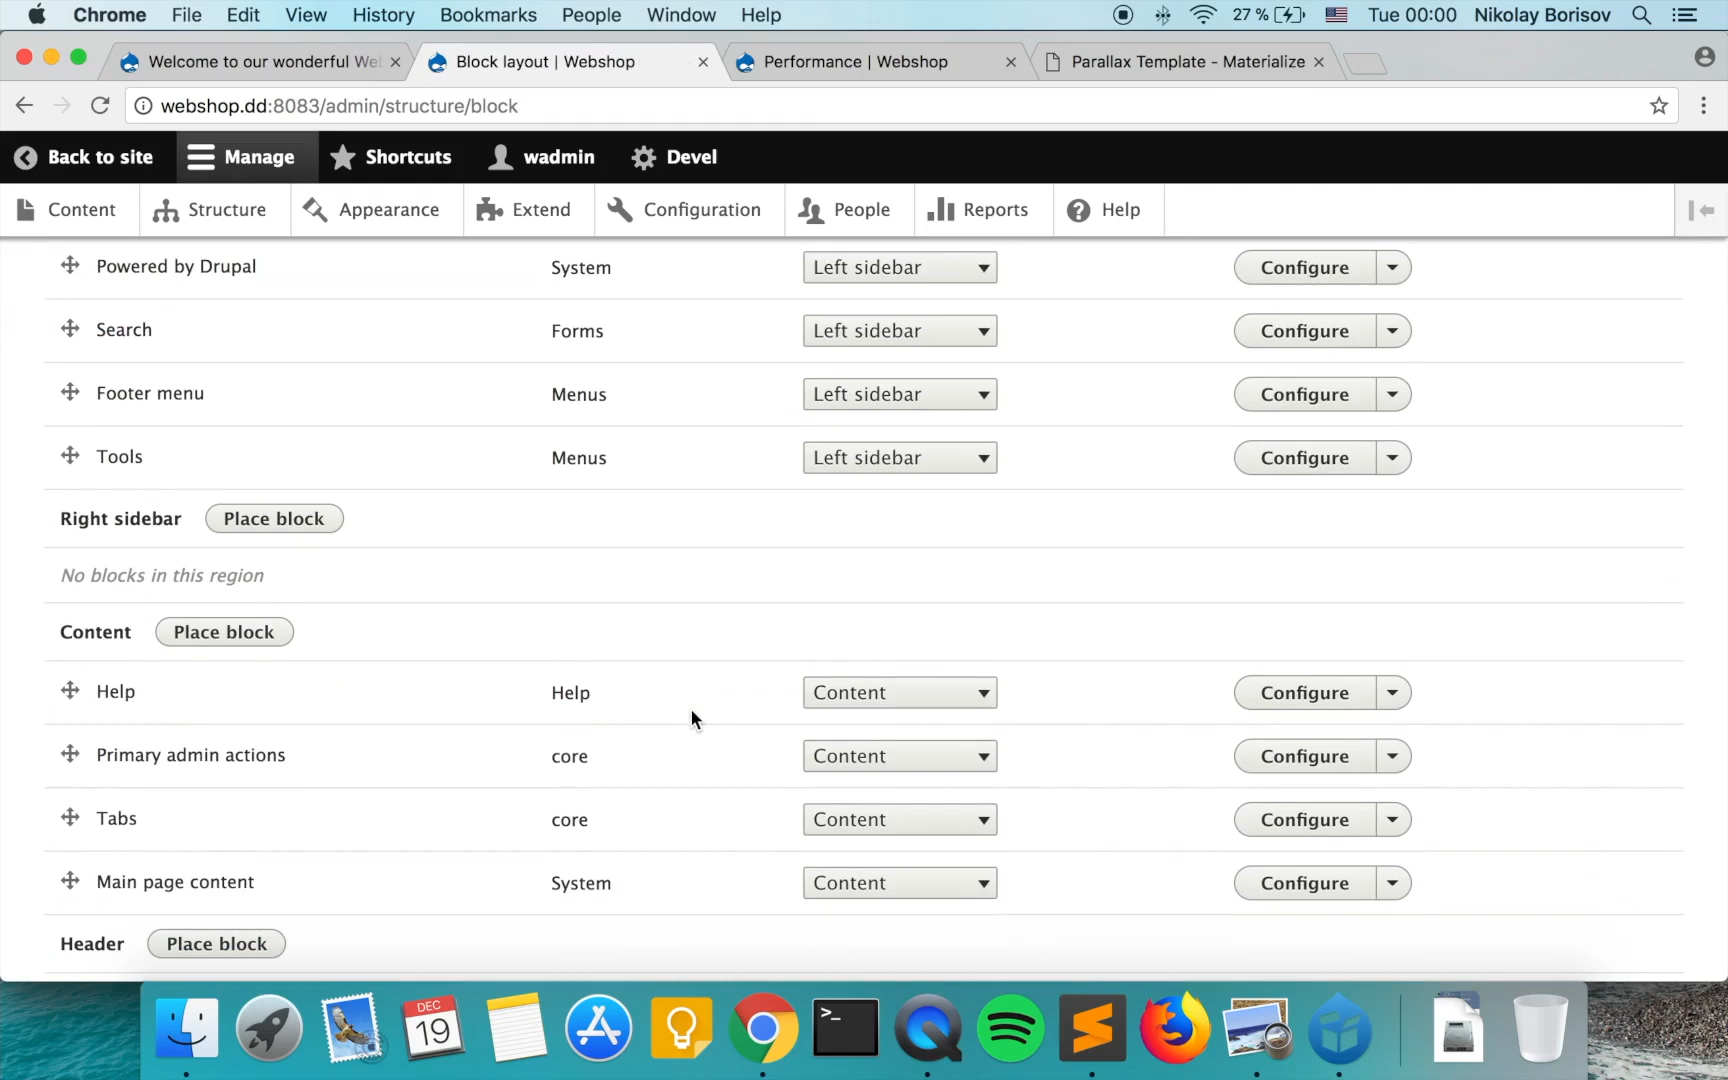 Chrome File Edit View History Bookmarks People Window Help 27 % Tue 00:00 Nikolay Borisov
Welcome to our wonderful We Block layout | Webshop Performance | Webshop Parallax Template - Materialize
webshop.dd:8083/admin/structure/block
Back to site Manage Shortcuts wadmin Devel
Content Structure Appearance Extend Configuration People Reports Help
Powered by Drupal System Left sidebar Configure
Search Forms Left sidebar Configure
Footer menu Menus Left sidebar Configure
Tools Menus Left sidebar Configure
Right sidebar Place block
No blocks in this region
Content Place block
Help Help Content Configure
Primary admin actions core Content Configure
Tabs core Content Configure
Main page content System Content Configure
Header Place block
DEC
19